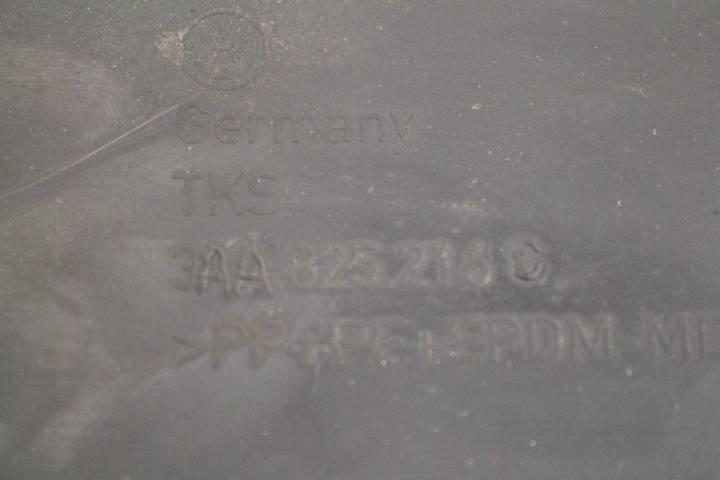 Germany
TKS
3AA 825 216 C
>PP+PE+EPDM-M